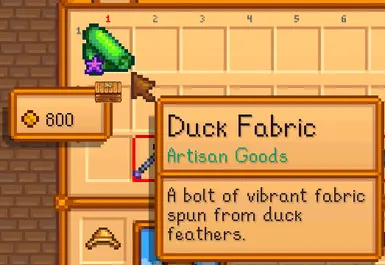 1 2 3 4 5 6
1
800
Duck Fabric
Artisan Goods
A bolt of vibrant fabric
spun from duck
feathers.